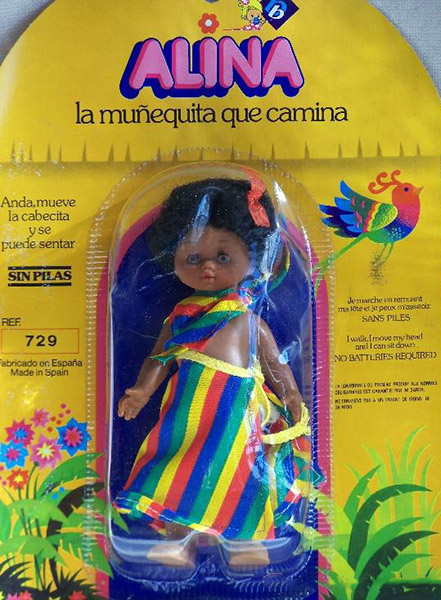 b
ALINA
la muñequita que camina
Anda, mueve
la cabecita
y se
puede sentar
SIN PILAS
REF.
729
Fabricado en España
Made in Spain
Je marche en remuant
ma tête et je peux m'asseoir
SANS PILES
I walk, I move my head
and I can sit down
NO BATTERIES REQUIRED